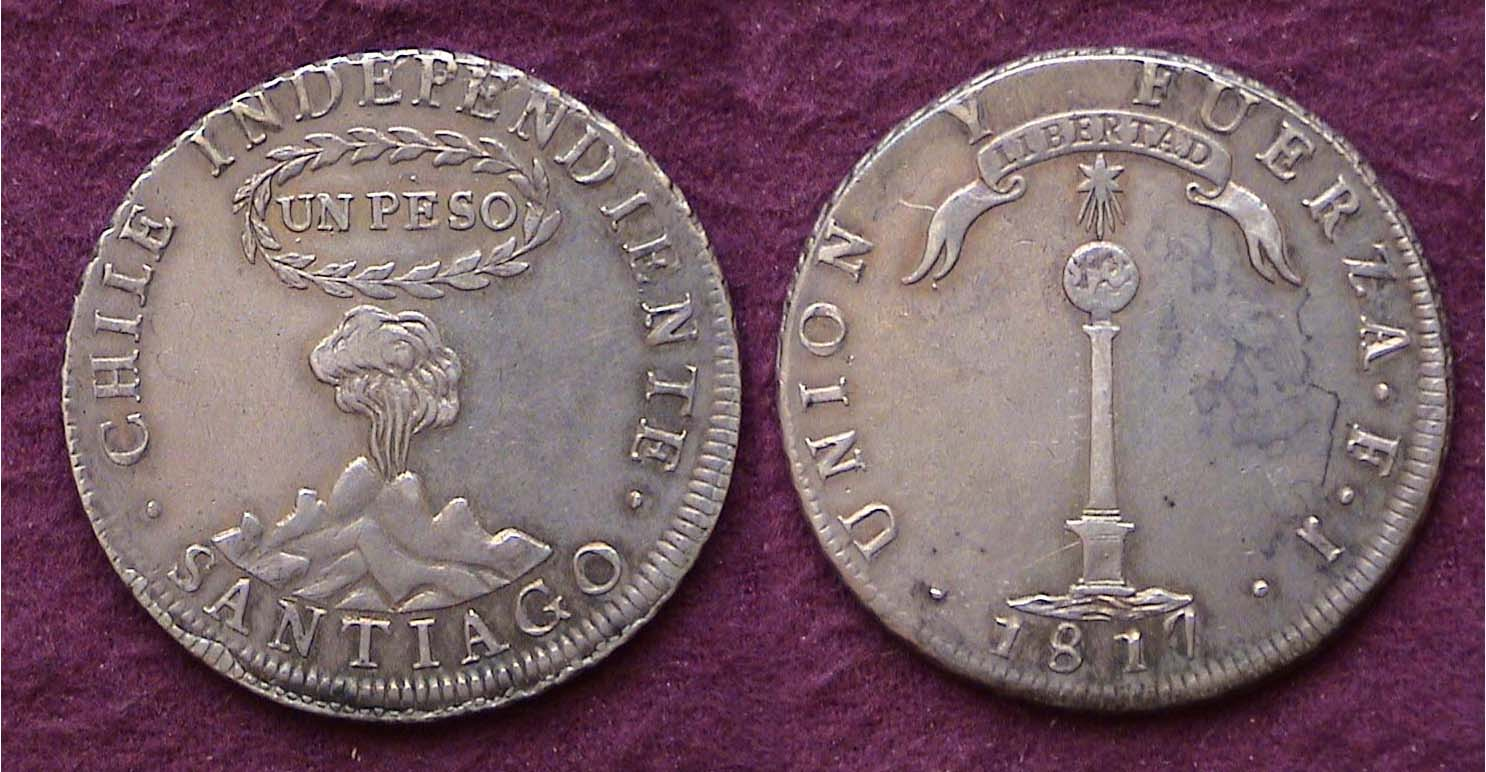 CHILE INDEPENDIENTE
UN PESO
SANTIAGO
UNION Y FUERZA·F·J
LIBERTAD
1817